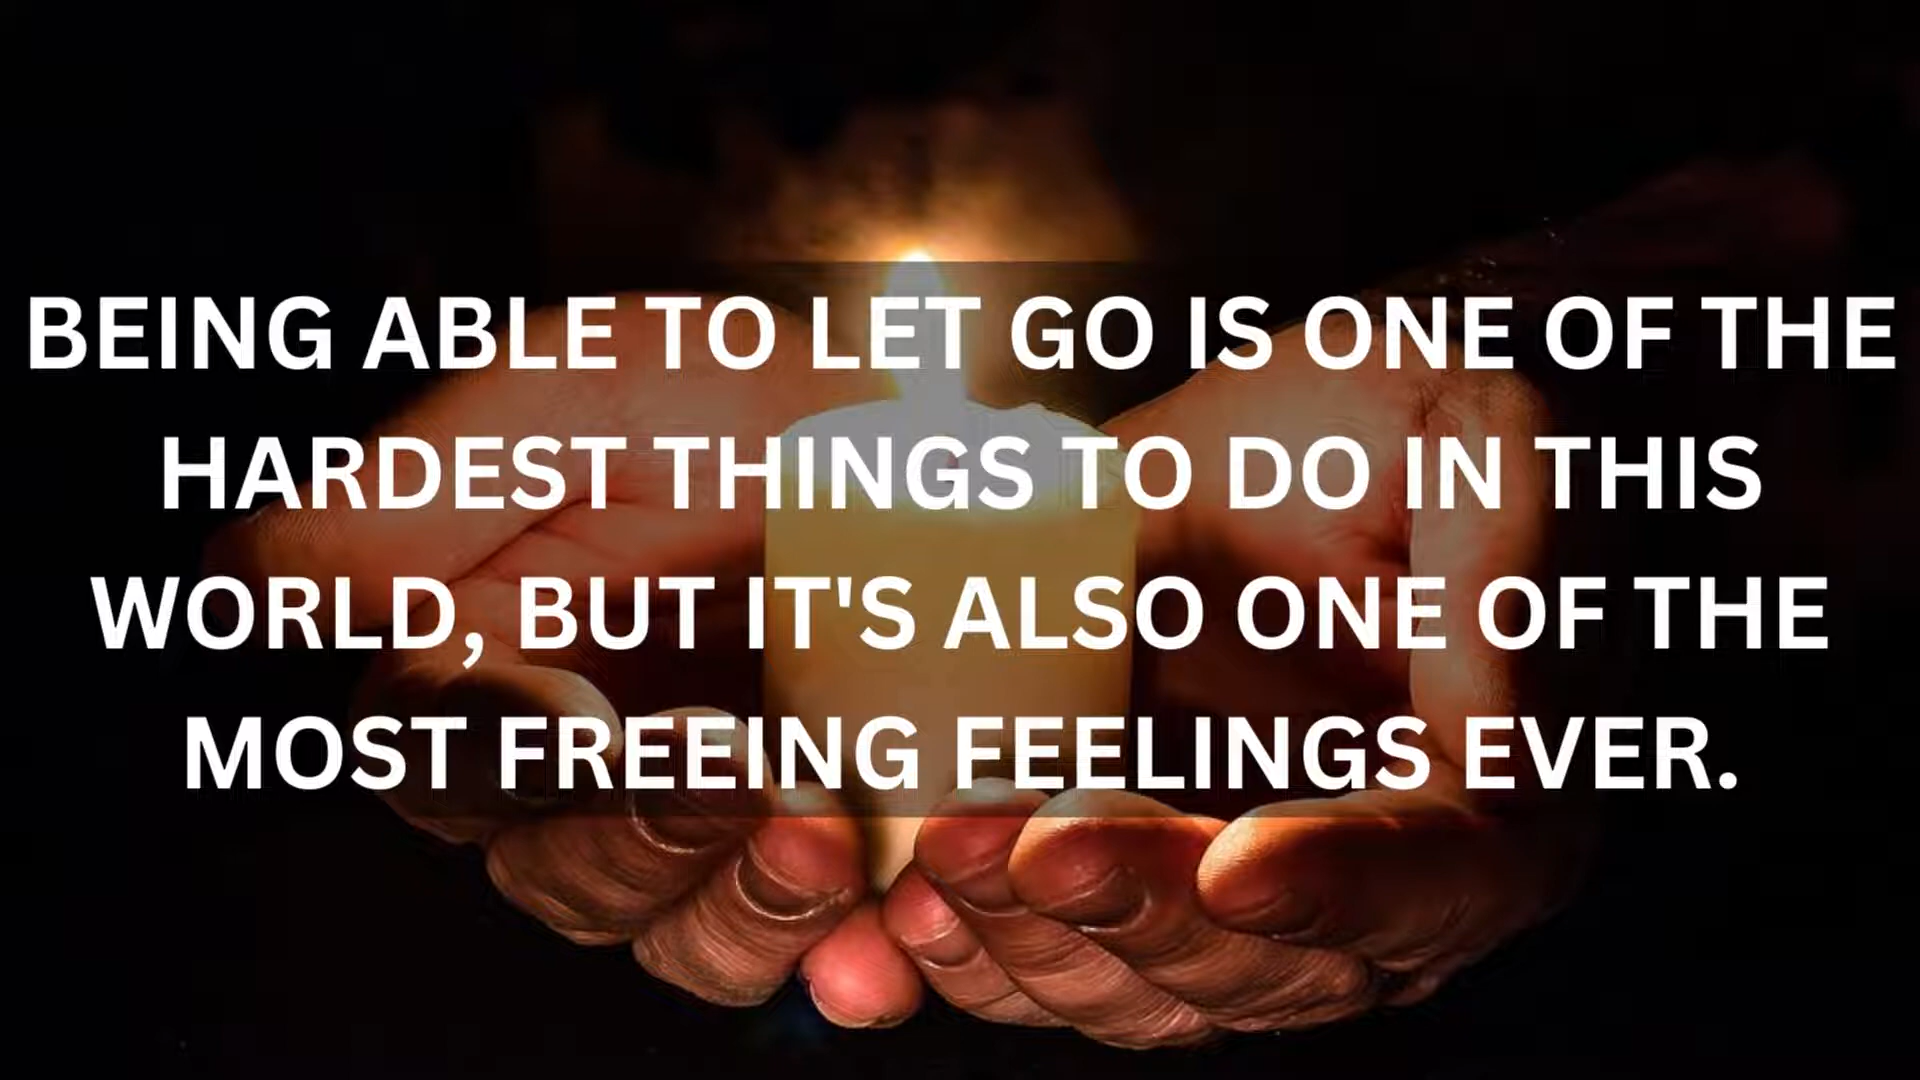 BEING ABLE TO LET GO IS ONE OF THE
HARDEST THINGS TO DO IN THIS
WORLD, BUT IT'S ALSO ONE OF THE
MOST FREEING FEELINGS EVER.